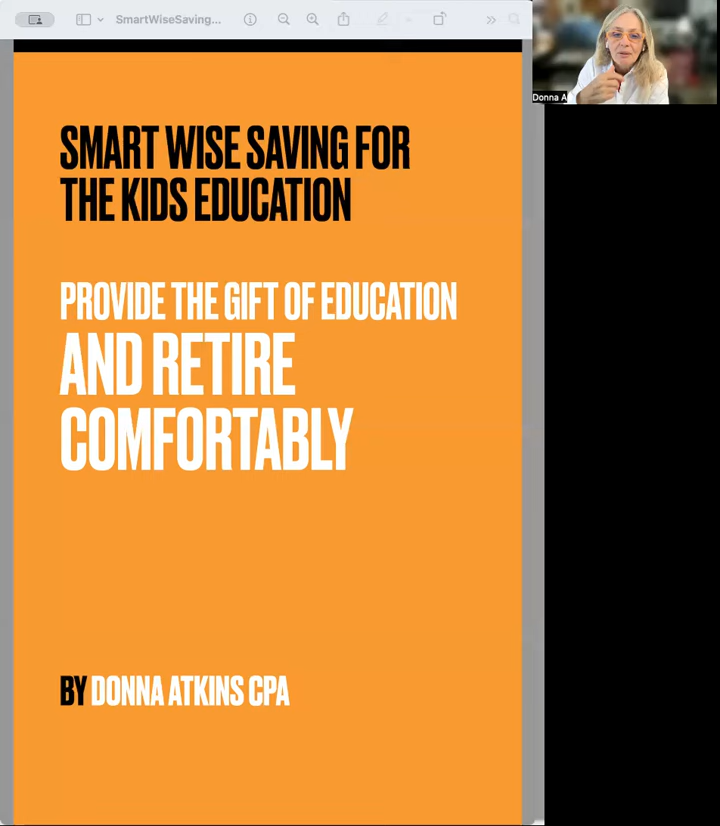 SmartWiseSaving...
Donna A
SMART WISE SAVING FOR
THE KIDS EDUCATION
PROVIDE THE GIFT OF EDUCATION
AND RETIRE
COMFORTABLY
BY DONNA ATKINS CPA